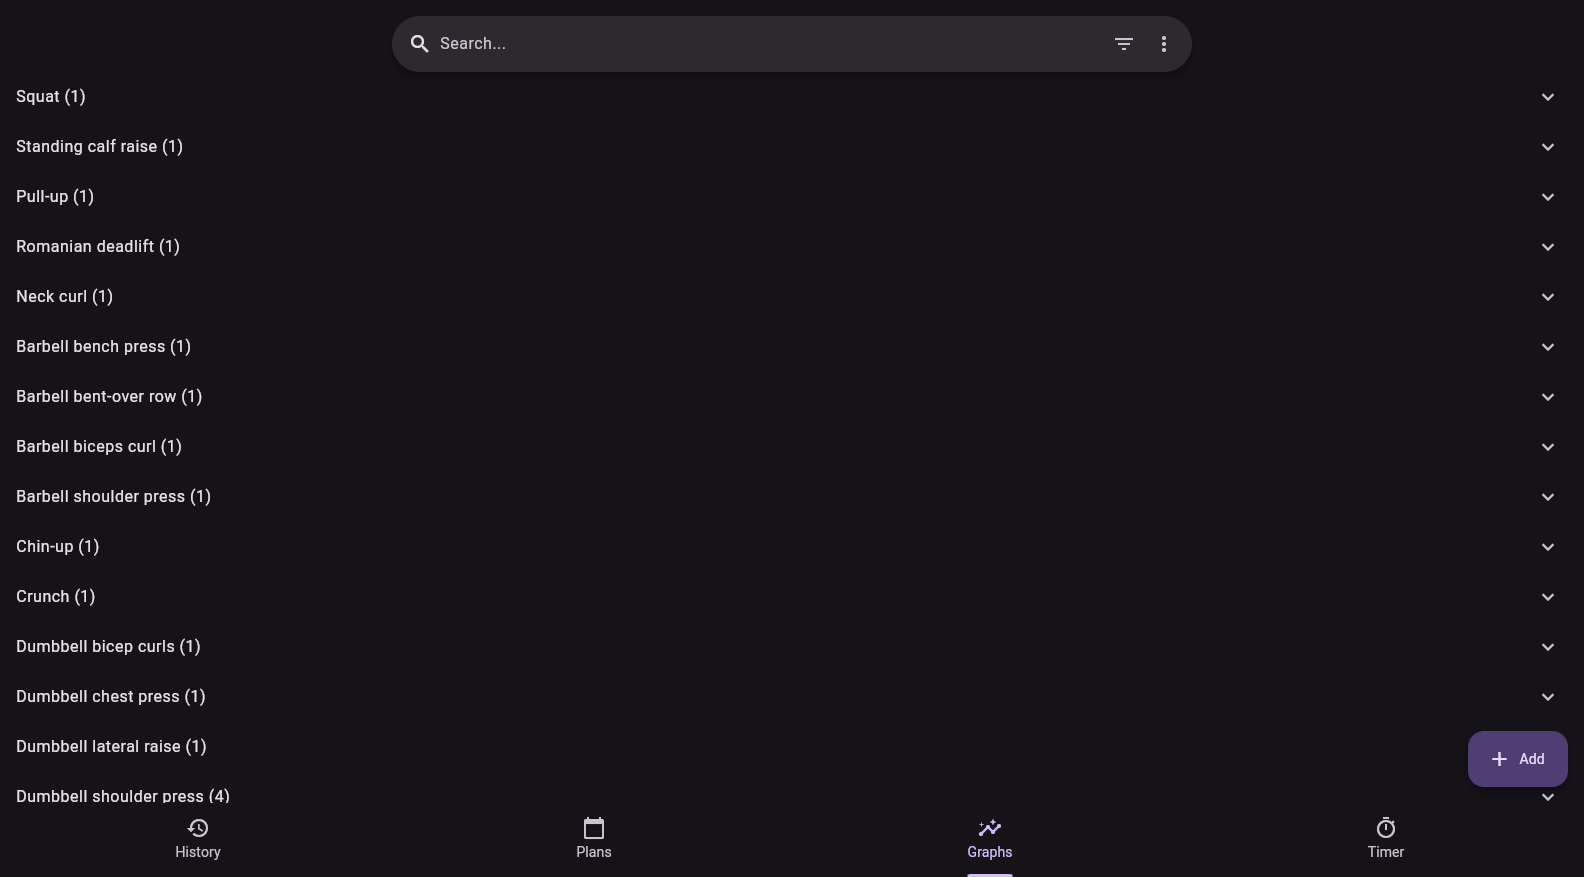 Search...
Squat (1)
Standing calf raise (1)
Pull-up (1)
Romanian deadlift (1)
Neck curl (1)
Barbell bench press (1)
Barbell bent-over row (1)
Barbell biceps curl (1)
Barbell shoulder press (1)
Chin-up (1)
Crunch (1)
Dumbbell bicep curls (1)
Dumbbell chest press (1)
Dumbbell lateral raise (1)
Add
Dumbbell shoulder press (4)
History
Plans
Graphs
Timer